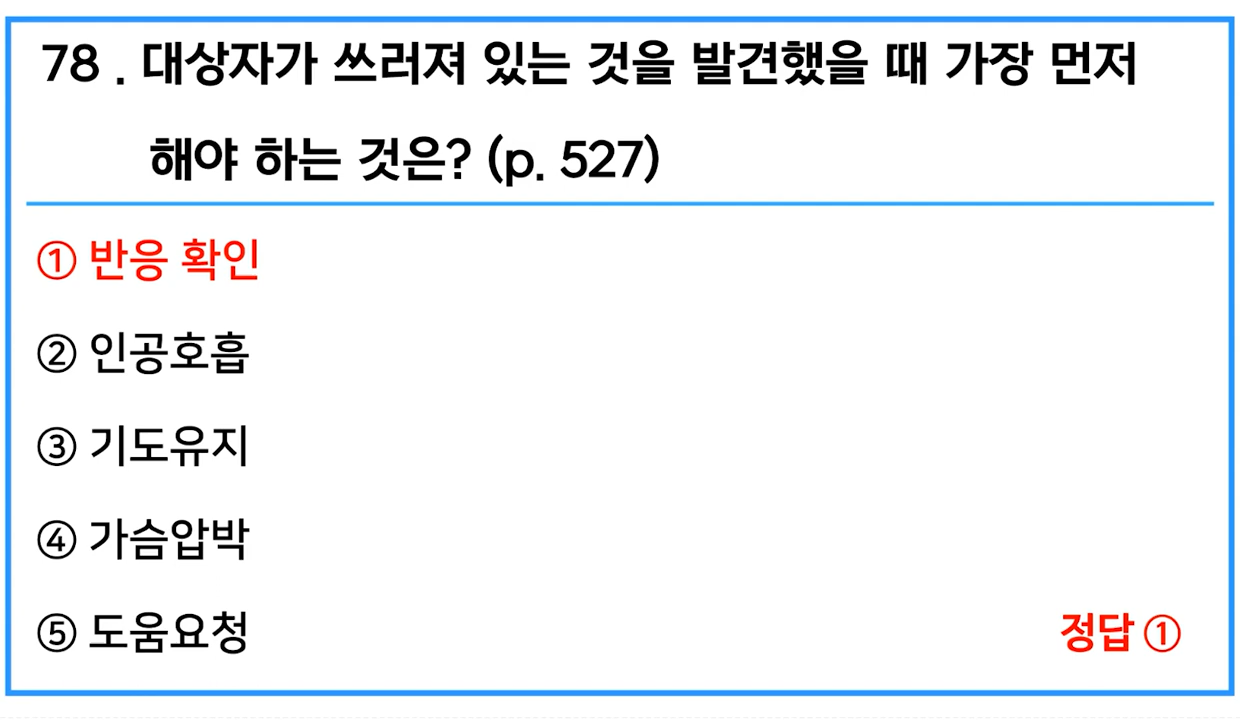 78 . 대상자가 쓰러져 있는 것을 발견했을 때 가장 먼저
해야 하는 것은? (p. 527)
① 반응 확인
② 인공호흡
③ 기도유지
④ 가슴압박
⑤ 도움요청
정답 ①